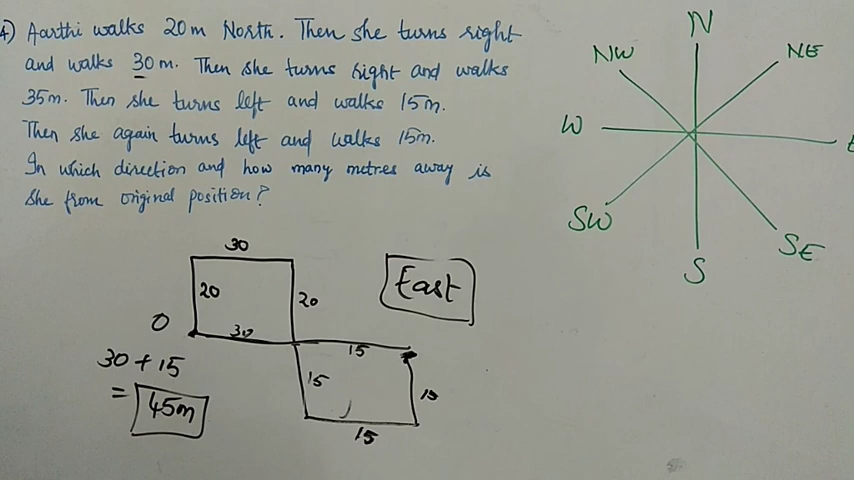 4) Aarthi walks 20m North. Then she turns right
and walks 30m. Then she turns right and walks
35m. Then she turns left and walks 15m.
Then she again turns left and walks 15m.
In which direction and how many metres away is
she from original position?
N
NW
NE
W
E
SW
SE
S
30
20
20
East
O
30
15
30 + 15
= 45m
15
15
15